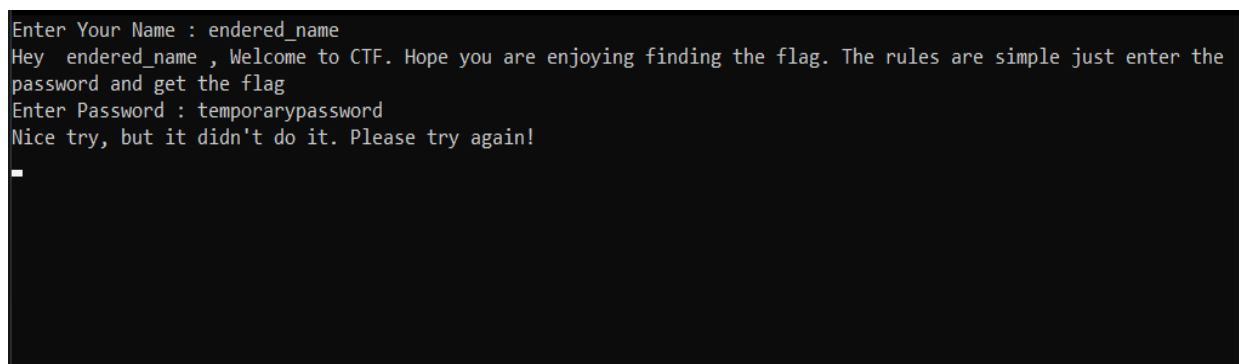 Enter Your Name : endered_name
Hey  endered_name , Welcome to CTF. Hope you are enjoying finding the flag. The rules are simple just enter the
password and get the flag
Enter Password : temporarypassword
Nice try, but it didn't do it. Please try again!